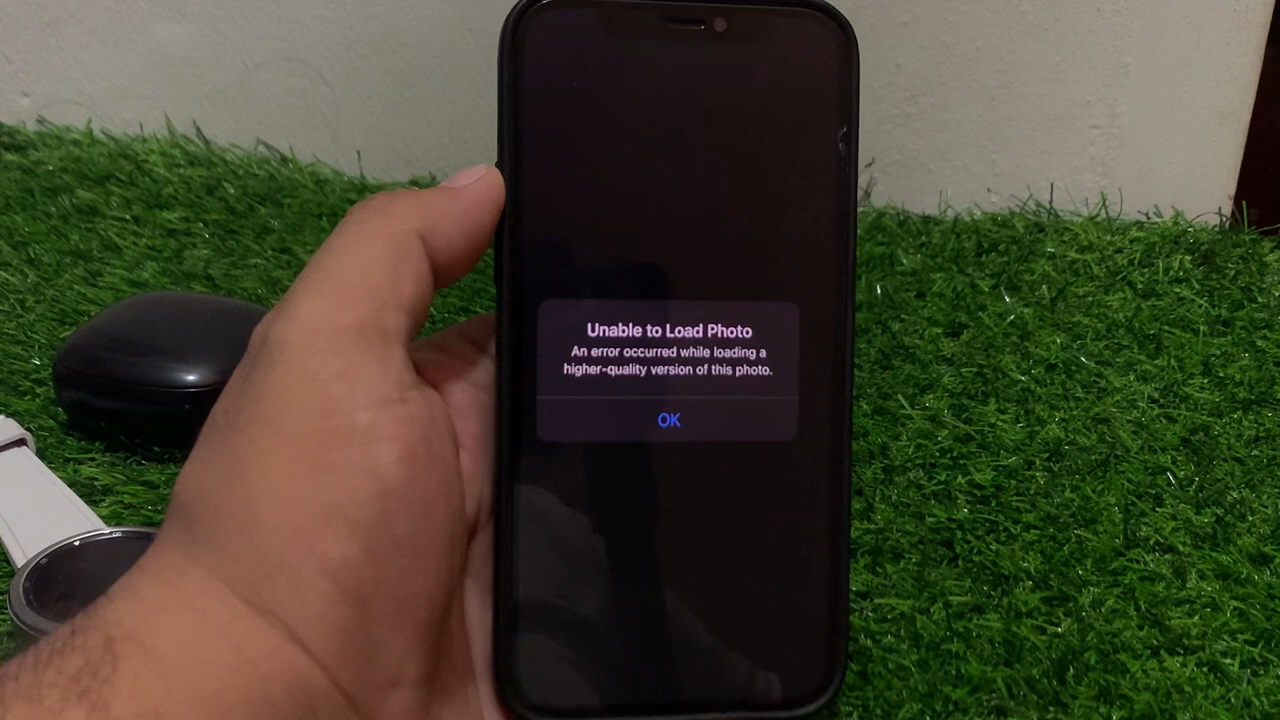 Unable to Load Photo
An error occurred while loading a
higher-quality version of this photo.
OK